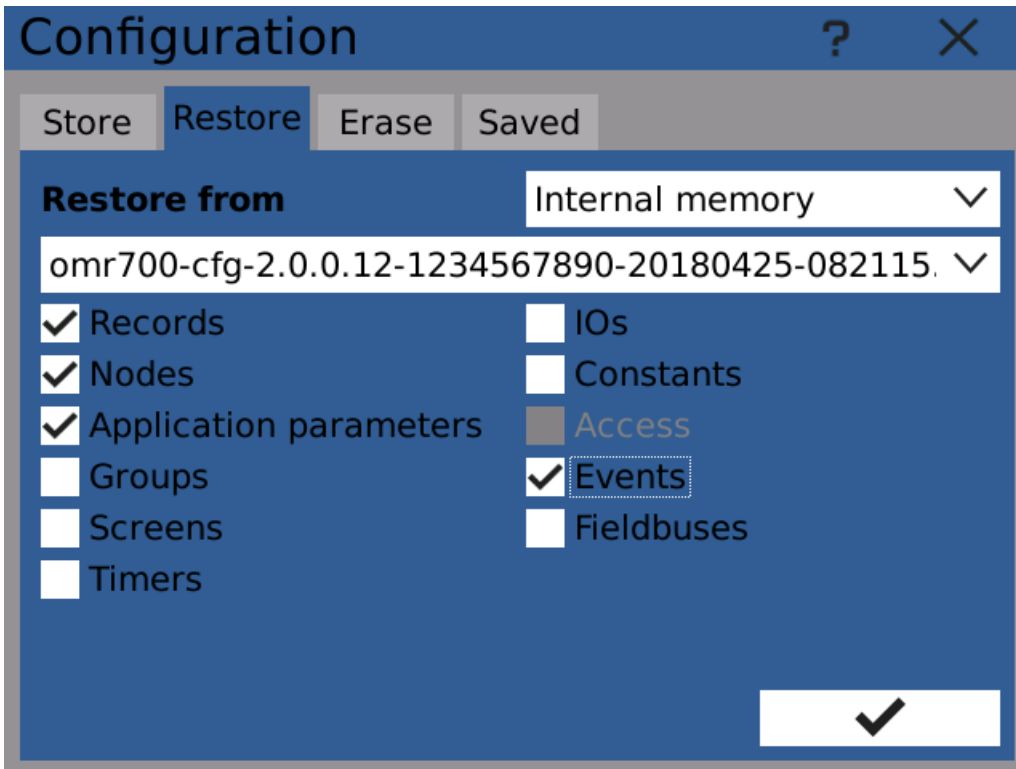 Configuration ?
Store Restore Erase Saved
Restore from Internal memory
omr700-cfg-2.0.0.12-1234567890-20180425-082115.
Records IOs
Nodes Constants
Application parameters Access
Groups Events
Screens Fieldbuses
Timers